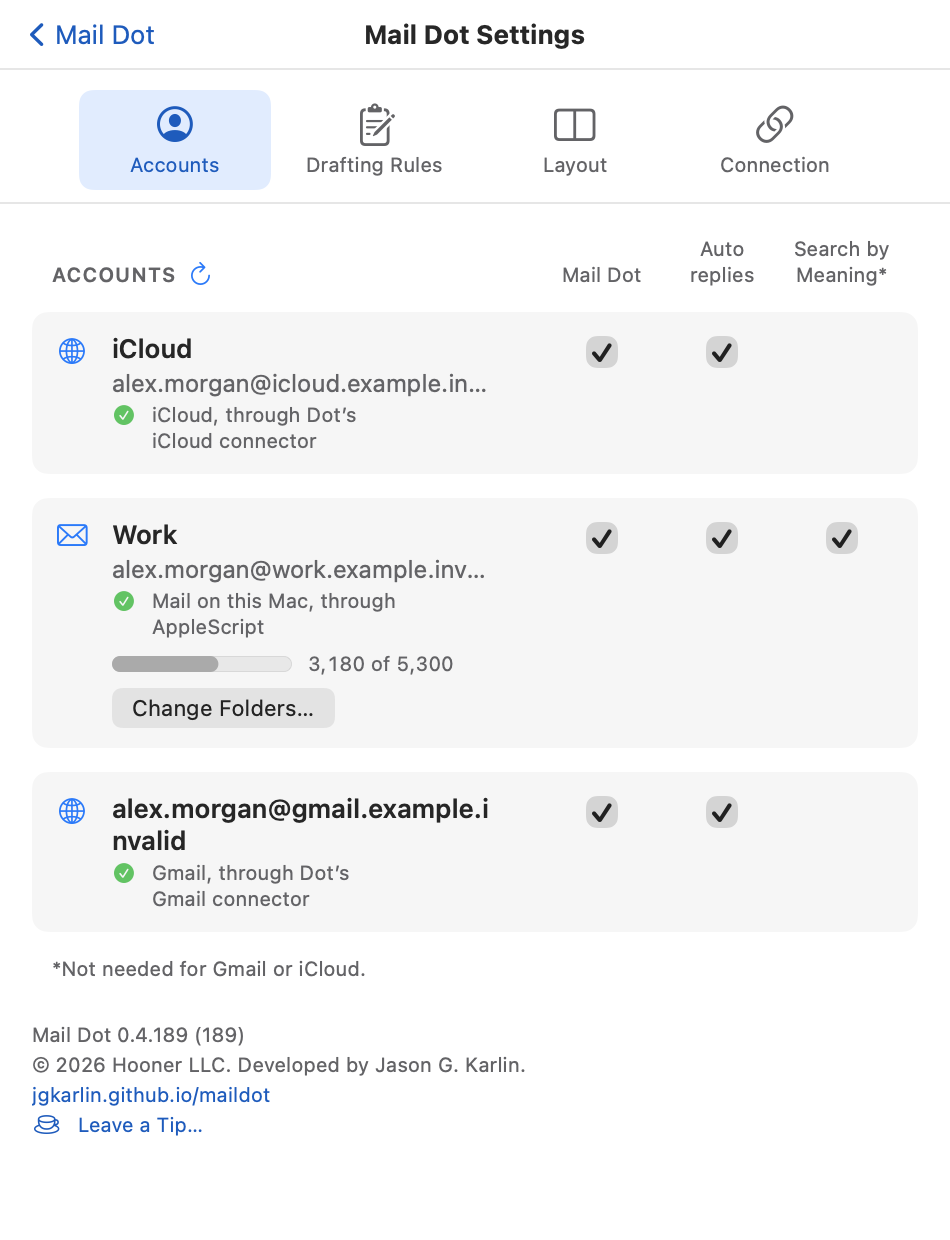 Mail Dot
Mail Dot Settings
Accounts
Drafting Rules
Layout
Connection
ACCOUNTS
Mail Dot
Auto
replies
Search by
Meaning*
iCloud
alex.morgan@icloud.example.in...
iCloud, through Dot’s
iCloud connector
Work
alex.morgan@work.example.inv...
Mail on this Mac, through
AppleScript
3,180 of 5,300
Change Folders...
alex.morgan@gmail.example.i
nvalid
Gmail, through Dot’s
Gmail connector
*Not needed for Gmail or iCloud.
Mail Dot 0.4.189 (189)
© 2026 Hooner LLC. Developed by Jason G. Karlin.
jgkarlin.github.io/maildot
Leave a Tip...